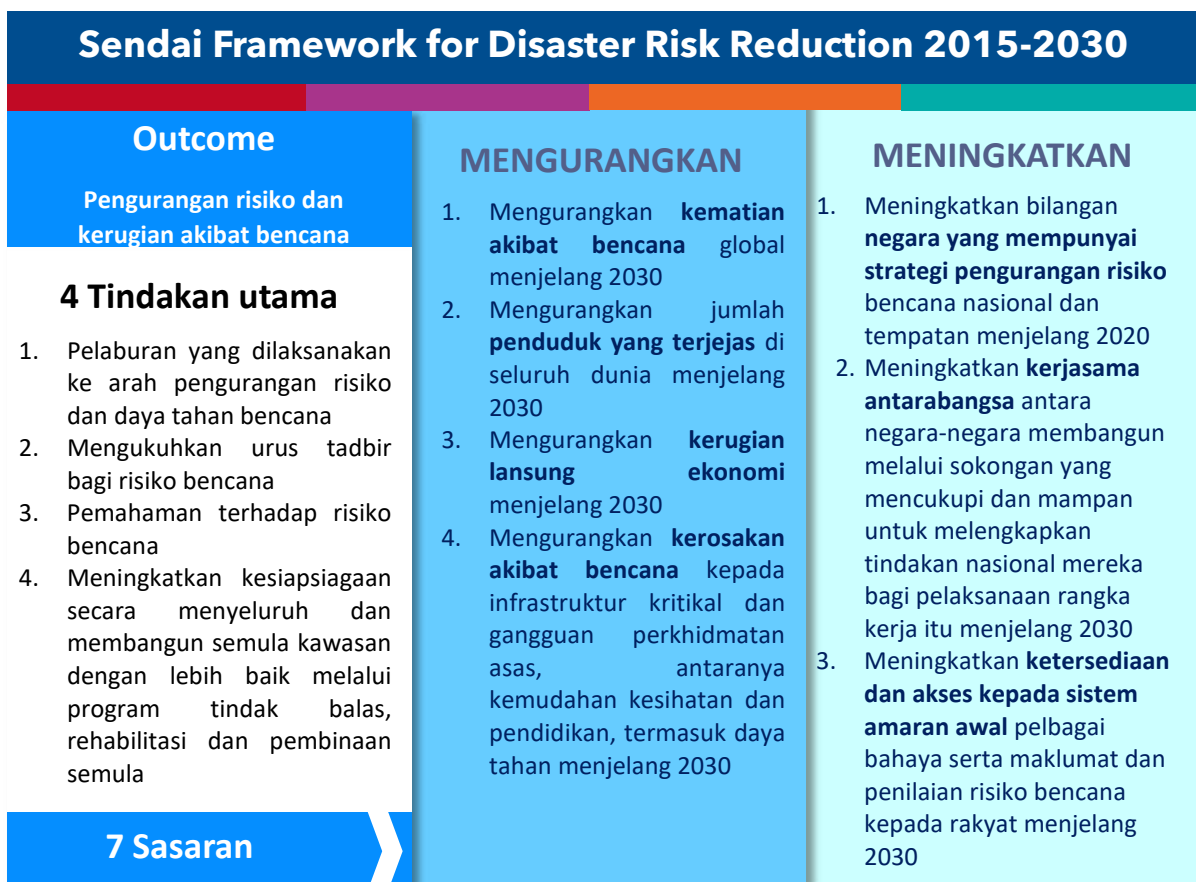 Sendai Framework for Disaster Risk Reduction 2015-2030
Outcome
Pengurangan risiko dan
kerugian akibat bencana
4 Tindakan utama
1. Pelaburan yang dilaksanakan
ke arah pengurangan risiko
dan daya tahan bencana
2. Mengukuhkan urus tadbir
bagi risiko bencana
3. Pemahaman terhadap risiko
bencana
4. Meningkatkan kesiapsiagaan
secara menyeluruh dan
membangun semula kawasan
dengan lebih baik melalui
program tindak balas,
rehabilitasi dan pembinaan
semula
7 Sasaran
MENGURANGKAN
1. Mengurangkan kematian
akibat bencana global
menjelang 2030
2. Mengurangkan jumlah
penduduk yang terjejas di
seluruh dunia menjelang
2030
3. Mengurangkan kerugian
lansung ekonomi
menjelang 2030
4. Mengurangkan kerosakan
akibat bencana kepada
infrastruktur kritikal dan
gangguan perkhidmatan
asas, antaranya
kemudahan kesihatan dan
pendidikan, termasuk daya
tahan menjelang 2030
MENINGKATKAN
1. Meningkatkan bilangan
negara yang mempunyai
strategi pengurangan risiko
bencana nasional dan
tempatan menjelang 2020
2. Meningkatkan kerjasama
antarabangsa antara
negara-negara membangun
melalui sokongan yang
mencukupi dan mampan
untuk melengkapkan
tindakan nasional mereka
bagi pelaksanaan rangka
kerja itu menjelang 2030
3. Meningkatkan ketersediaan
dan akses kepada sistem
amaran awal pelbagai
bahaya serta maklumat dan
penilaian risiko bencana
kepada rakyat menjelang
2030